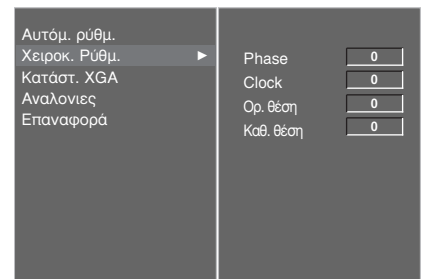 Αυτόμ. ρύθμ.
Χειροκ. Ρύθμ. ►
Κατάστ. XGA
Αναλονιες
Επαναφορά
Phase 0
Clock 0
Ορ. θέση 0
Καθ. θέση 0